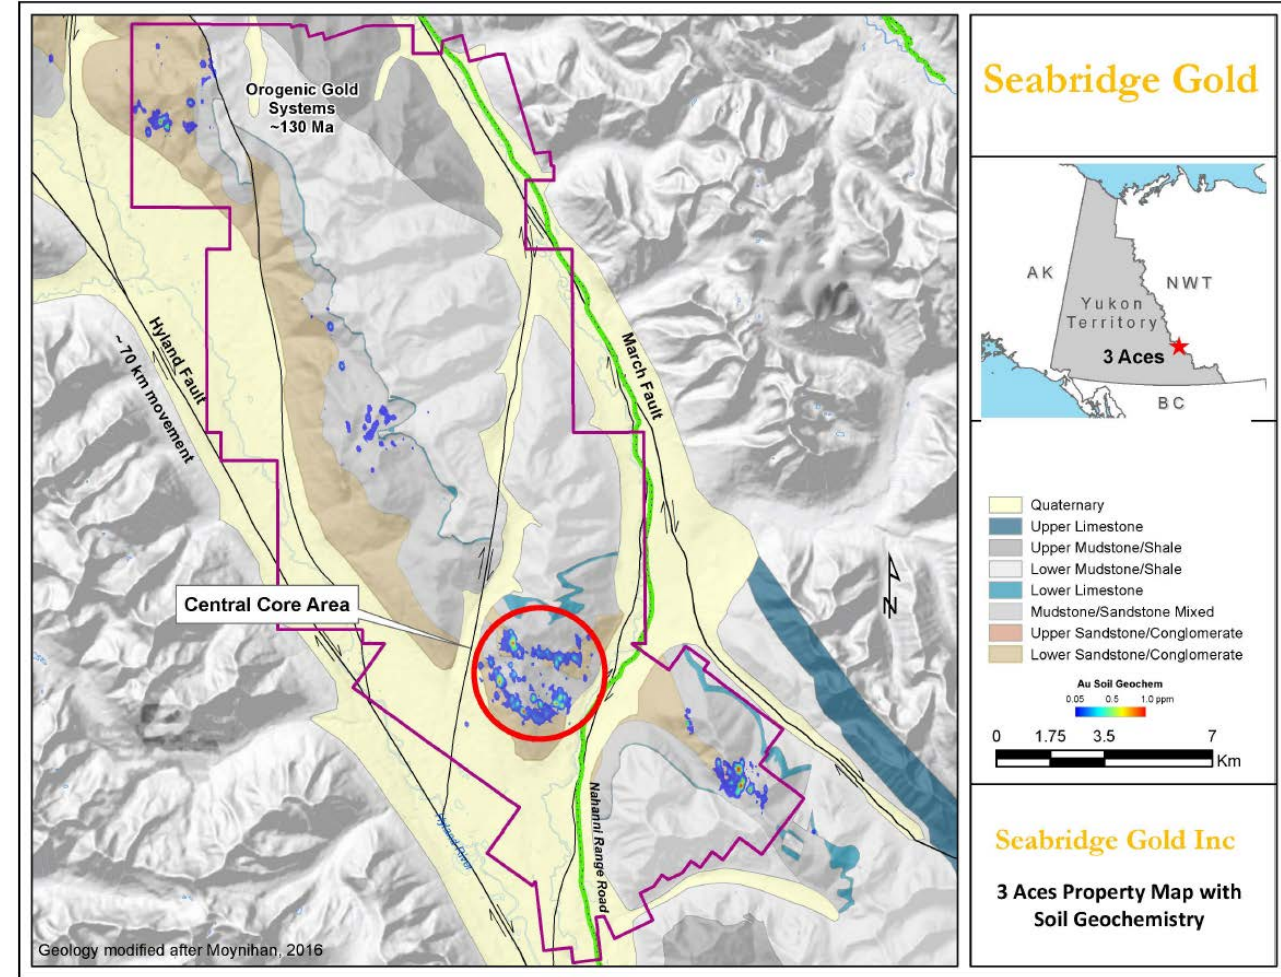 Orogenic Gold
Systems
~130 Ma
Hyland Fault
~ 70 km movement
March Fault
Central Core Area
Nahanni Range Road
Hyland River
Geology modified after Moynihan, 2016
Seabridge Gold
AK
NWT
Yukon
Territory
3 Aces
BC
N
Quaternary
Upper Limestone
Upper Mudstone/Shale
Lower Mudstone/Shale
Lower Limestone
Mudstone/Sandstone Mixed
Upper Sandstone/Conglomerate
Lower Sandstone/Conglomerate
Au Soil Geochem
0.05 0.5 1.0 ppm
0 1.75 3.5 7
Km
Seabridge Gold Inc
3 Aces Property Map with
Soil Geochemistry